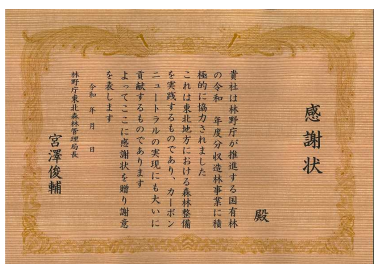 感謝状
殿
貴社は林野庁が推進する国有林
の令和　年度分収造林事業に積
極的に協力されました
これは東北地方における森林整備
を実践するものであり、カーボン
ニュートラルの実現にも大いに
貢献するものであります
よってここに感謝状を贈り謝意
を表します
令和　年　月　日
林野庁東北森林管理局長
宮澤俊輔